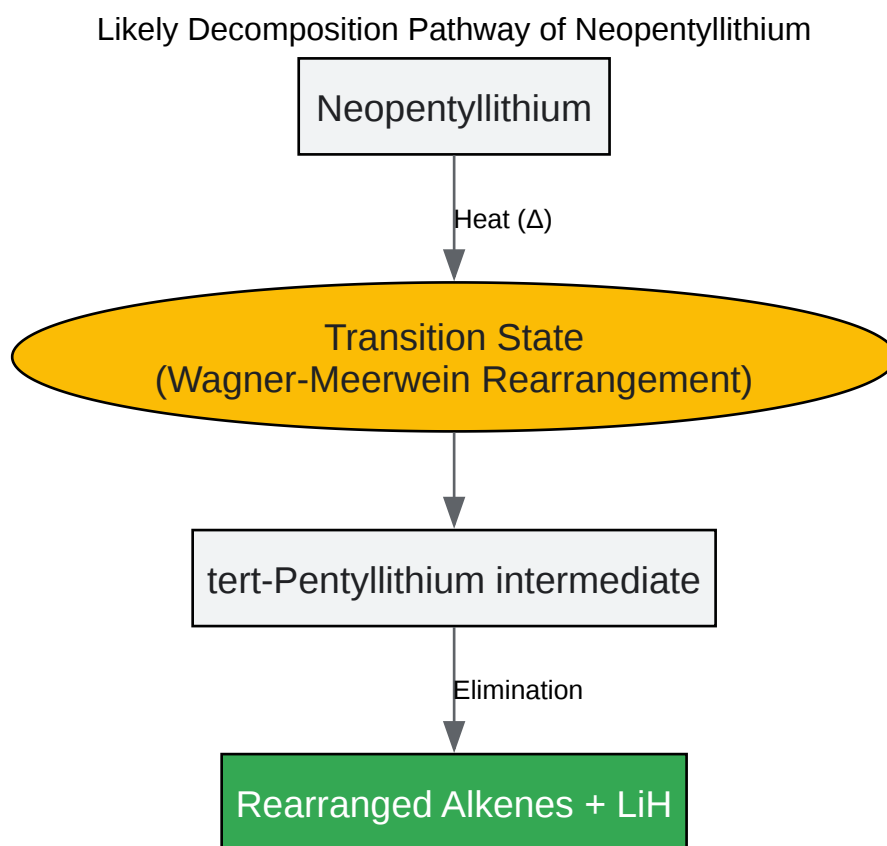 Likely Decomposition Pathway of Neopentyllithium
Neopentyllithium
Heat (Δ)
Transition State
(Wagner-Meerwein Rearrangement)
tert-Pentyllithium intermediate
Elimination
Rearranged Alkenes + LiH